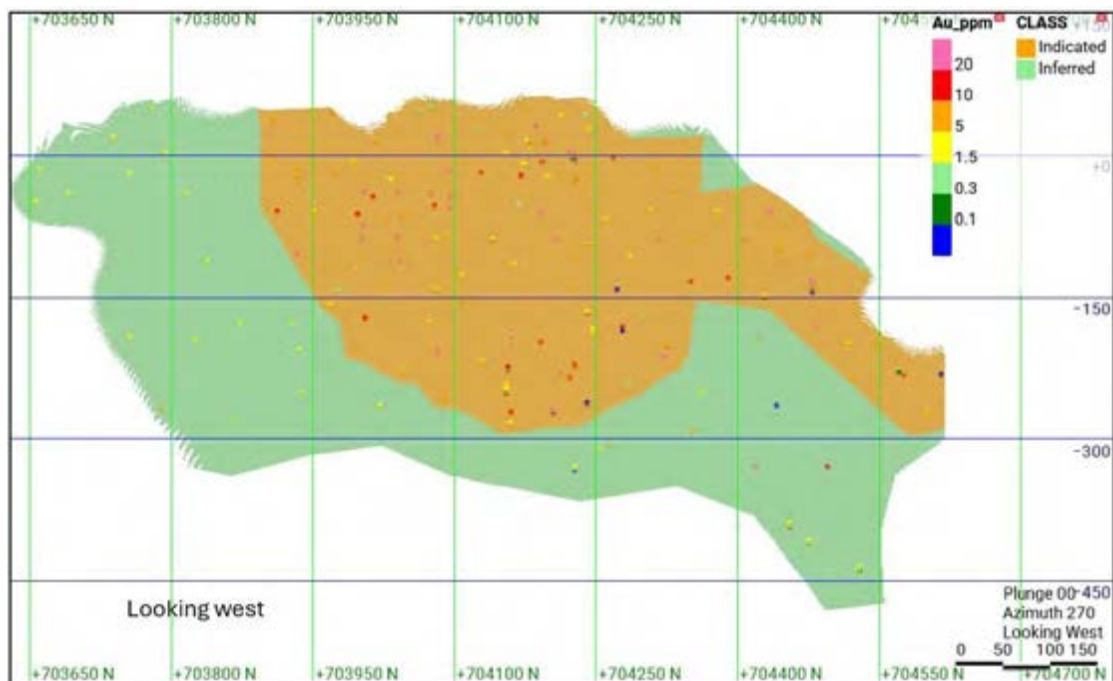 +703650 N +703800 N +703950 N +704100 N +704250 N +704400 N
Au_ppm CLASS
20
10
5
1.5
0.3
0.1
Indicated
Inferred
+0
-150
-300
-450
Looking west
Plunge 00
Azimuth 270
Looking West
0 50 100 150
+703650 N +703800 N +703950 N +704100 N +704250 N +704400 N +704550 N +704700 N